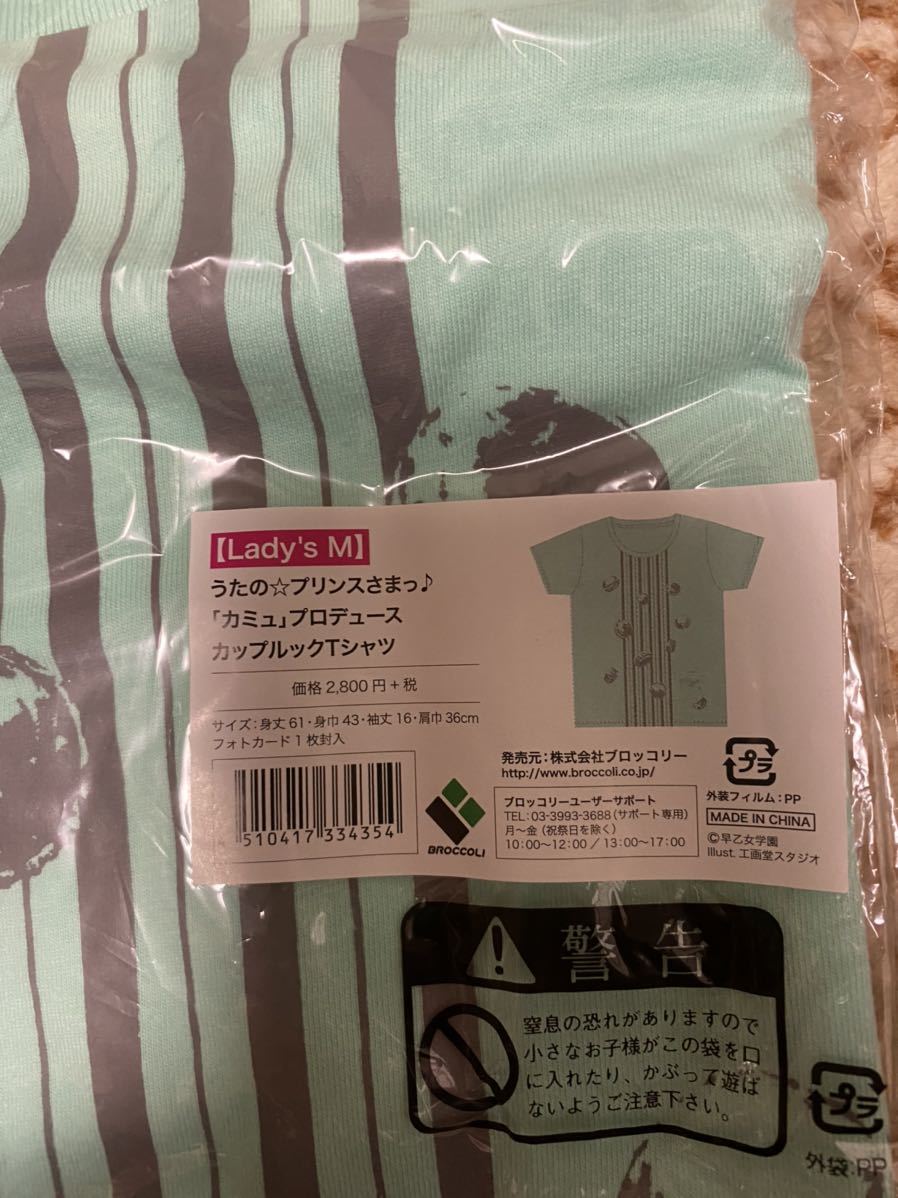 【Lady's M】
うたの☆プリンスさまっ♪
「カミュ」プロデュース
カップルックTシャツ
価格 2,800 円 + 税
サイズ：身丈 61・身巾 43・袖丈 16・肩巾 36cm
フォトカード 1 枚封入
510417 334354
BROCCOLI
発売元：株式会社ブロッコリー
http://www.broccoli.co.jp/
ブロッコリーユーザーサポート
TEL：03-3993-3688（サポート専用）
月〜金（祝祭日を除く）
10：00〜12：00 / 13：00〜17：00
プラ
外装フィルム：PP
MADE IN CHINA
©早乙女学園
Illust. 工画堂スタジオ
警告
窒息の恐れがありますので
小さなお子様がこの袋を口
に入れたり、かぶって遊ば
ないようご注意下さい。
プラ
外袋：PP